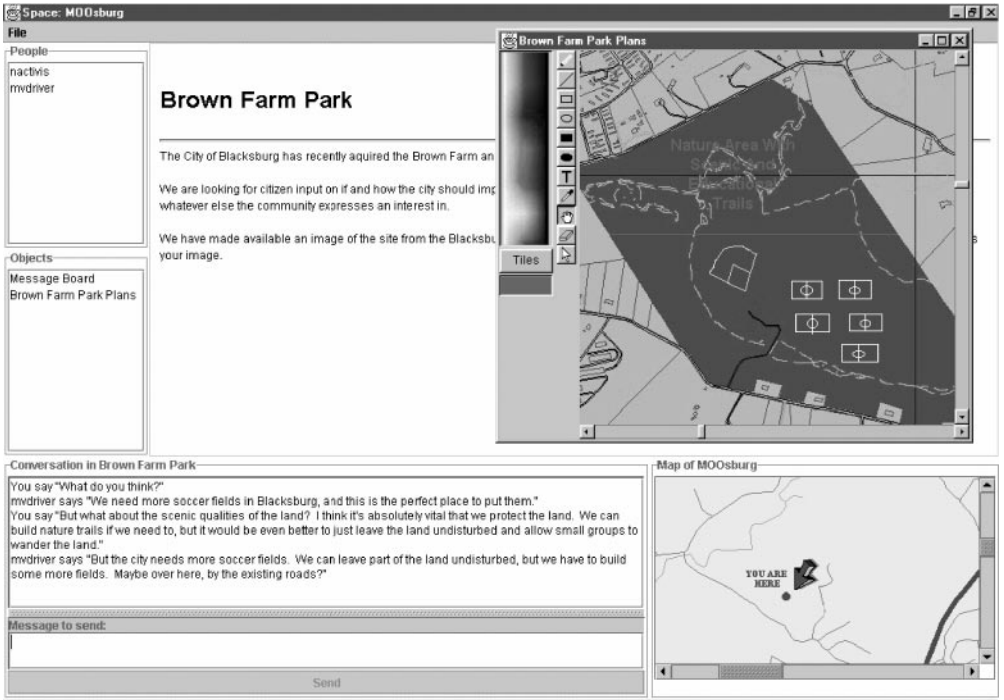 Space: MOOsburg
File
People
nactivis
mvdriver
Objects
Message Board
Brown Farm Park Plans
Brown Farm Park
The City of Blacksburg has recently aquired the Brown Farm an
We are looking for citizen input on if and how the city should imp
whatever else the community expresses an interest in.
We have made available an image of the site from the Blacksbu
s
your image.
Brown Farm Park Plans
T
Tiles
Nature Area With
Scenic And
Educational
Trails
Conversation in Brown Farm Park
You say "What do you think?"
mvdriver says "We need more soccer fields in Blacksburg, and this is the perfect place to put them."
You say "But what about the scenic qualities of the land? I think it's absolutely vital that we protect the land. We can
build nature trails if we need to, but it would be even better to just leave the land undisturbed and allow small groups to
wander the land."
mvdriver says "But the city needs more soccer fields. We can leave part of the land undisturbed, but we have to build
some more fields. Maybe over here, by the existing roads?"
Message to send:
Send
Map of MOOsburg
YOU ARE
HERE